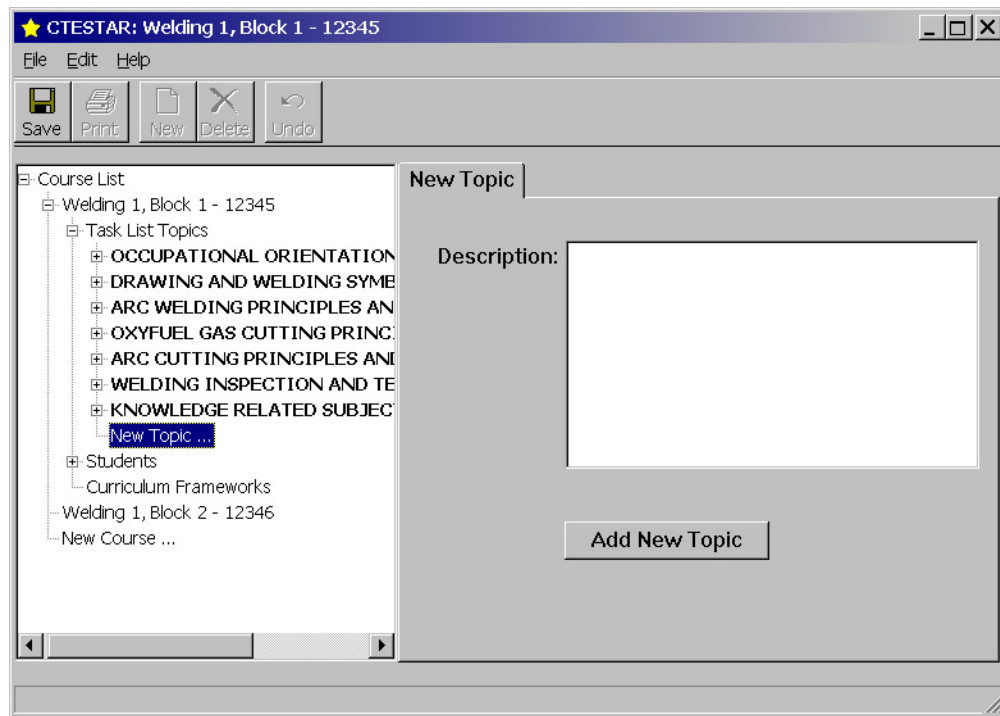 CTESTAR: Welding 1, Block 1 - 12345
File Edit Help
Save Print New Delete Undo
Course List
Welding 1, Block 1 - 12345
Task List Topics
OCCUPATIONAL ORIENTATION
DRAWING AND WELDING SYMB
ARC WELDING PRINCIPLES AN
OXYFUEL GAS CUTTING PRINC
ARC CUTTING PRINCIPLES AND
WELDING INSPECTION AND TE
KNOWLEDGE RELATED SUBJEC
New Topic ...
Students
Curriculum Frameworks
Welding 1, Block 2 - 12346
New Course ...
New Topic
Description:
Add New Topic